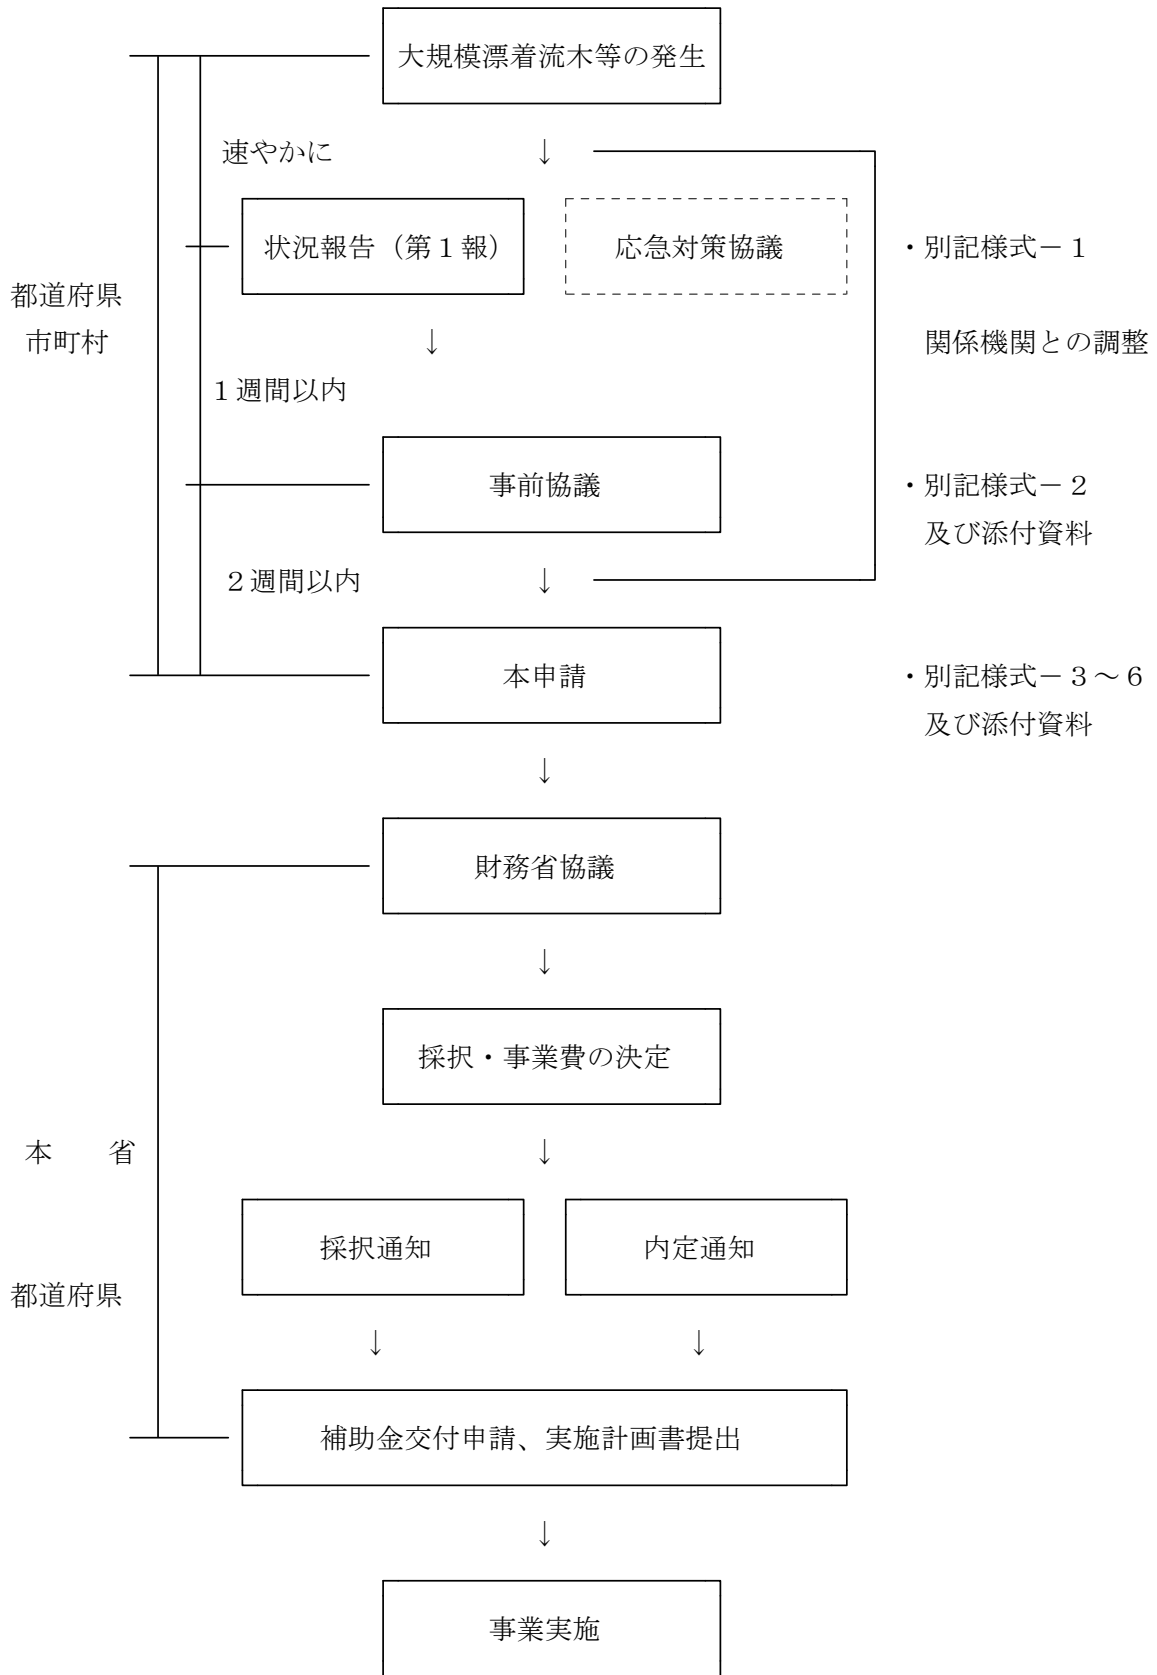 大規模漂着流木等の発生
速やかに
↓
状況報告（第１報）
応急対策協議
・別記様式－１
都道府県
市町村
↓
関係機関との調整
１週間以内
事前協議
・別記様式－２
及び添付資料
２週間以内
↓
本申請
・別記様式－３～６
及び添付資料
↓
財務省協議
↓
採択・事業費の決定
本　　省
↓
採択通知
内定通知
都道府県
↓
↓
補助金交付申請、実施計画書提出
↓
事業実施